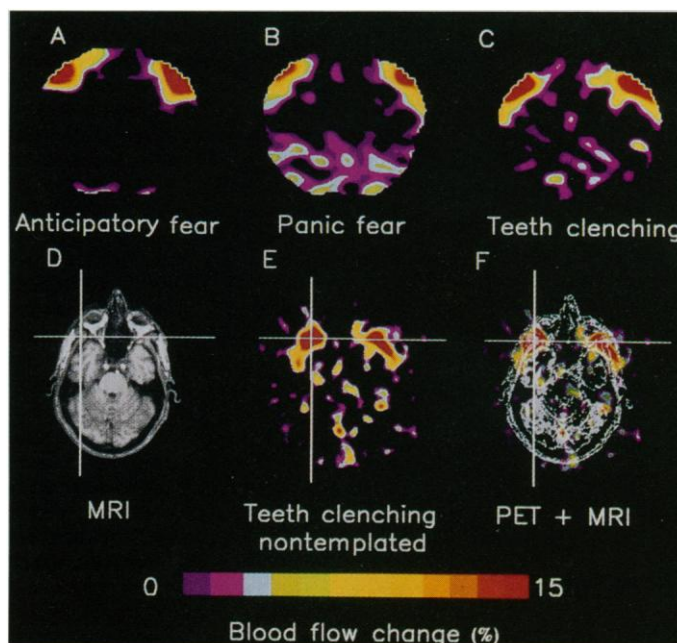 A
B
C
Anticipatory fear
Panic fear
Teeth clenching
D
E
F
MRI
Teeth clenching
nontemplated
PET + MRI
0
15
Blood flow change (%)